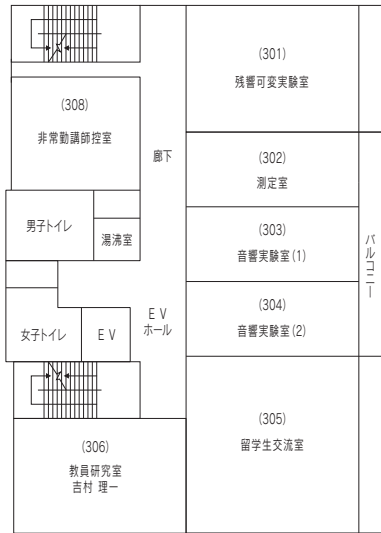 (301)
残響可変実験室
(308)
非常勤講師控室
廊下
(302)
測定室
男子トイレ
湯沸室
(303)
音響実験室(1)
バルコニー
(304)
音響実験室(2)
EV
ホール
女子トイレ
EV
(305)
留学生交流室
(306)
教員研究室
吉村 理一